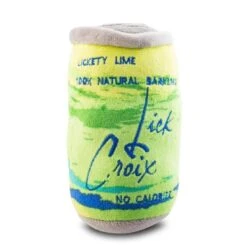 LICKETY LIME
100% NATURAL BARKING
Lick
Croix
NO CALORIES